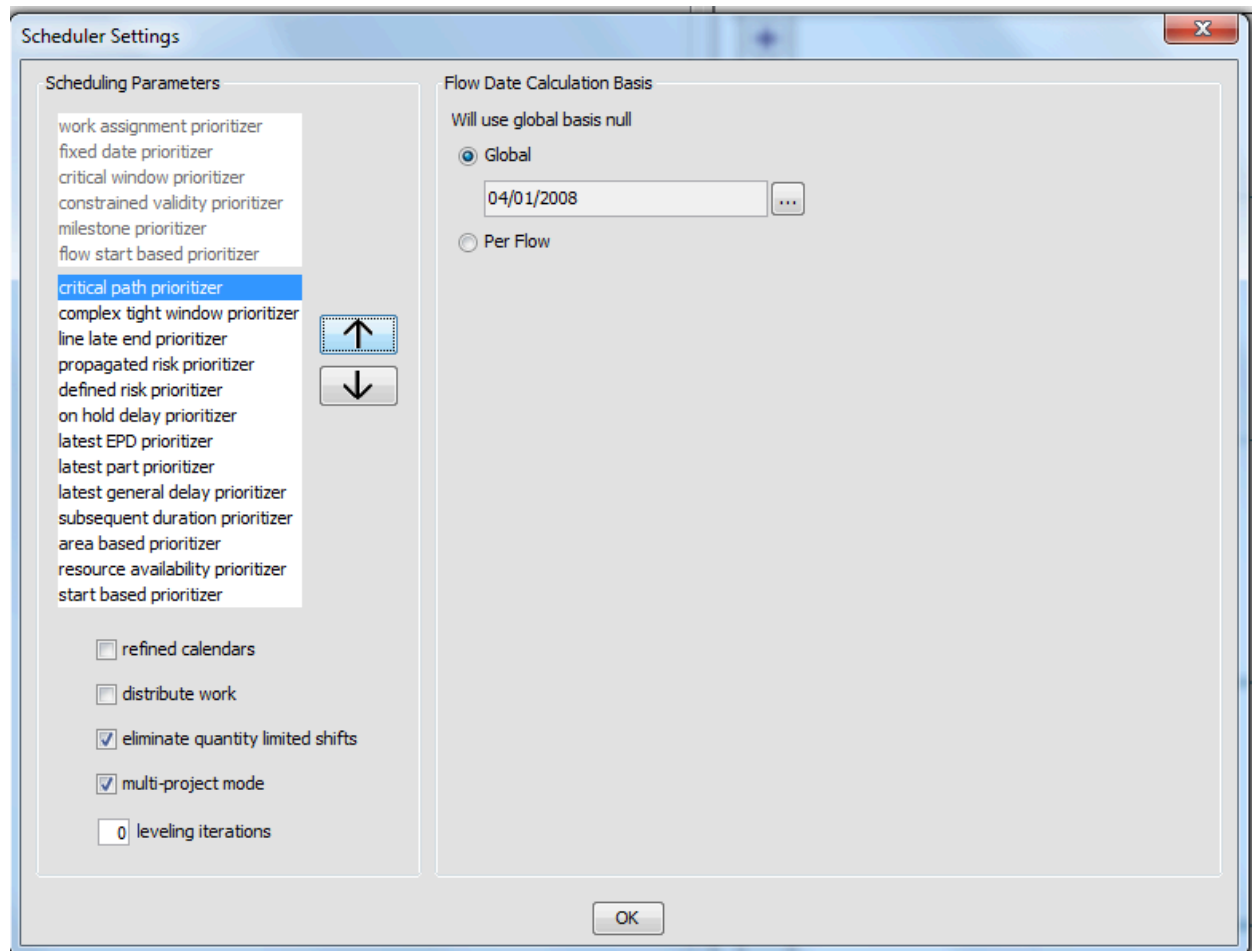 Scheduler Settings
Scheduling Parameters
work assignment prioritizer
fixed date prioritizer
critical window prioritizer
constrained validity prioritizer
milestone prioritizer
flow start based prioritizer
critical path prioritizer
complex tight window prioritizer
line late end prioritizer
propagated risk prioritizer
defined risk prioritizer
on hold delay prioritizer
latest EPD prioritizer
latest part prioritizer
latest general delay prioritizer
subsequent duration prioritizer
area based prioritizer
resource availability prioritizer
start based prioritizer
refined calendars
distribute work
eliminate quantity limited shifts
multi-project mode
0 leveling iterations
Flow Date Calculation Basis
Will use global basis null
Global
04/01/2008
...
Per Flow
OK